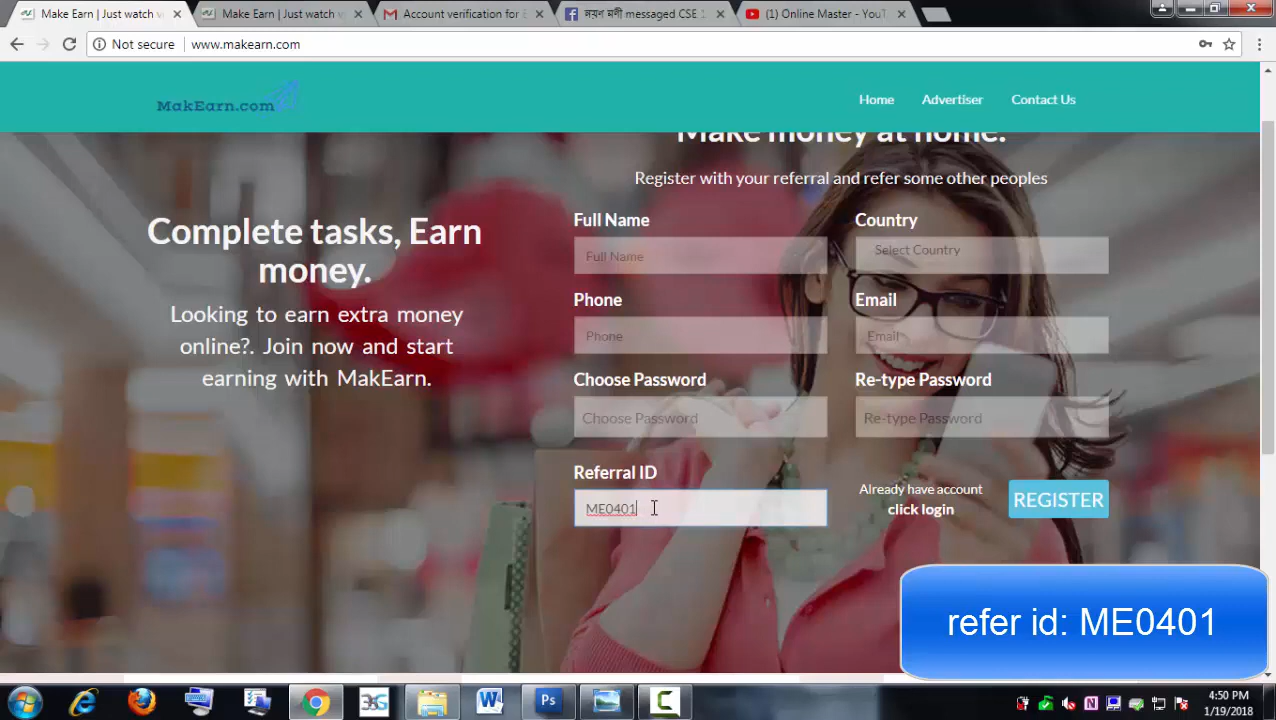 Make Earn | Just watch v
Make Earn | Just watch v
Account verification for E
messaged CSE 1
(1) Online Master - YouT
Not secure
www.makearn.com
MakEarn.com
Home
Advertiser
Contact Us
Make money at home.
Register with your referral and refer some other peoples
Complete tasks, Earn
money.
Looking to earn extra money
online?. Join now and start
earning with MakEarn.
Full Name
Country
Full Name
Select Country
Phone
Email
Phone
Email
Choose Password
Re-type Password
Choose Password
Re-type Password
Referral ID
ME0401
Already have account
click login
REGISTER
refer id: ME0401
3G
W
Ps
C
N
4:50 PM
1/19/2018